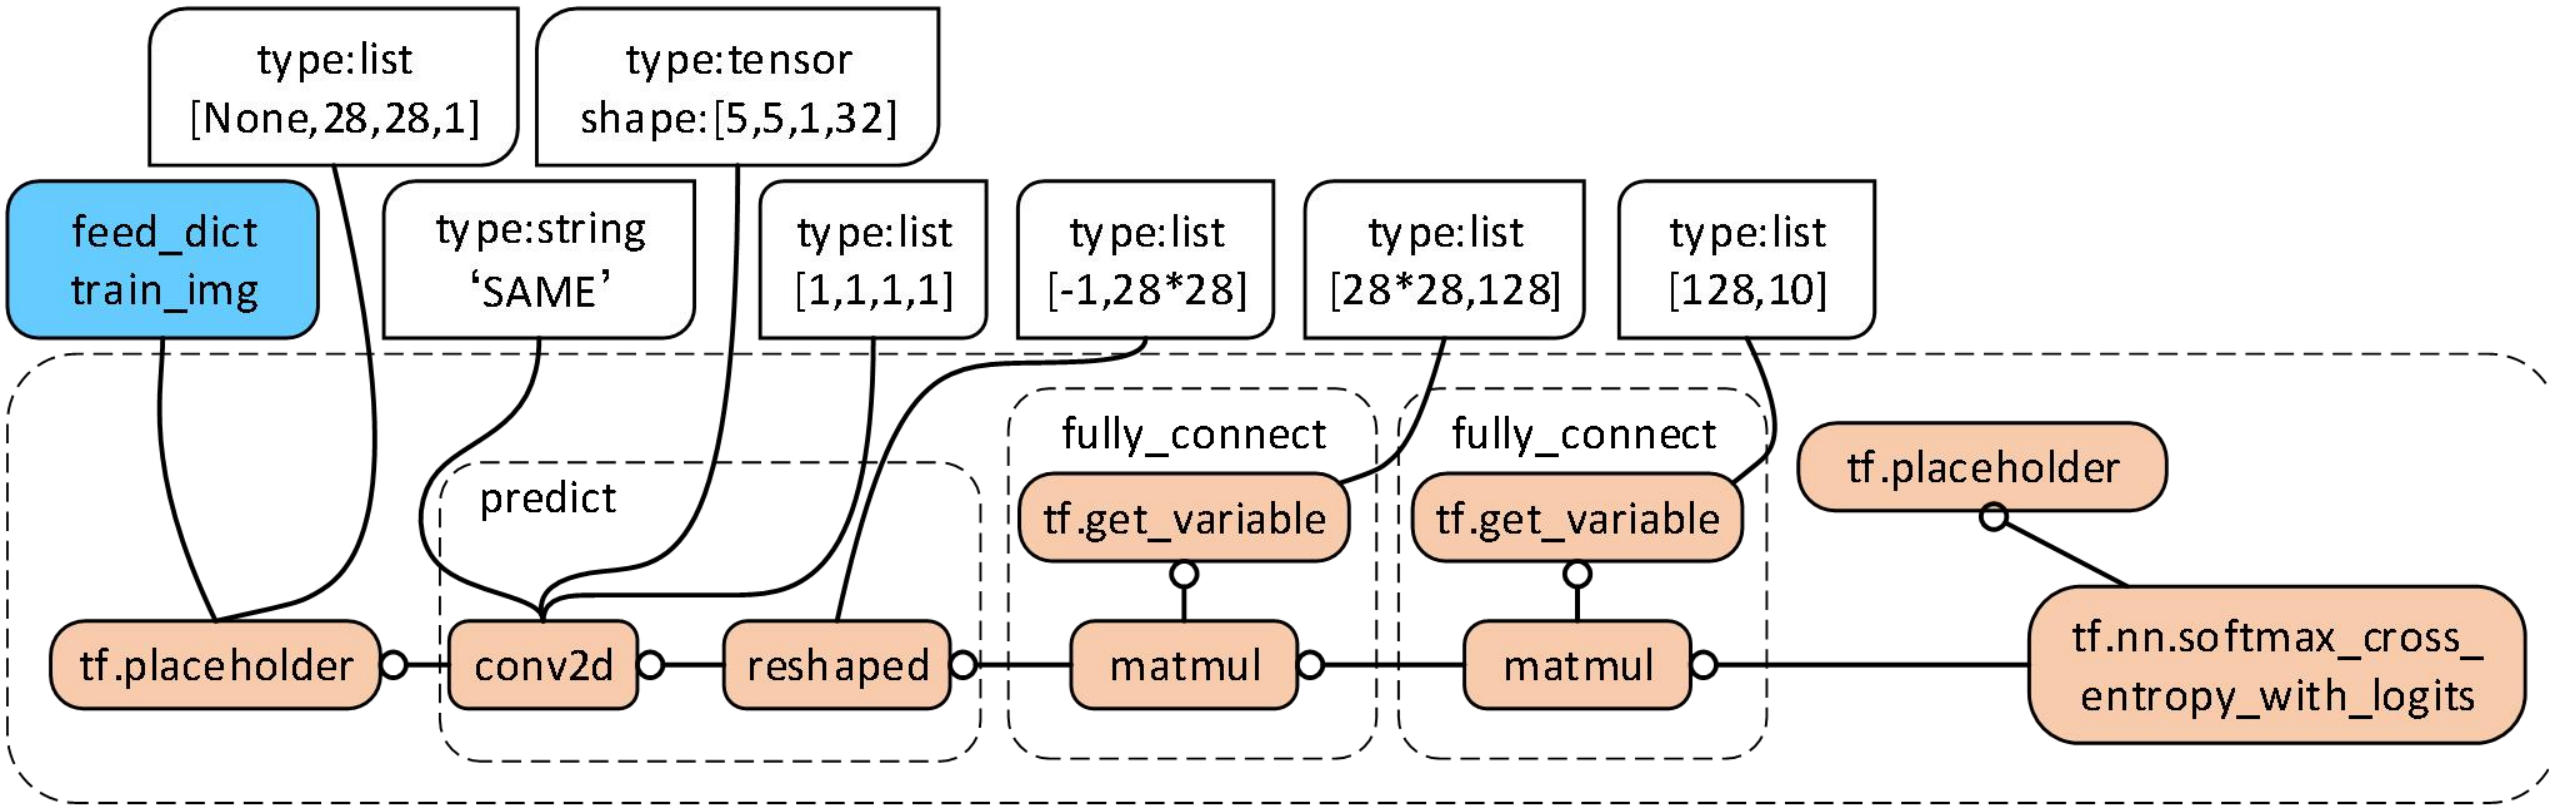 type:list
[None,28,28,1]
type:tensor
shape:[5,5,1,32]
feed_dict
train_img
type:string
‘SAME’
type:list
[1,1,1,1]
type:list
[-1,28*28]
type:list
[28*28,128]
type:list
[128,10]
predict
fully_connect
tf.get_variable
fully_connect
tf.get_variable
tf.placeholder
tf.placeholder
conv2d
reshaped
matmul
matmul
tf.nn.softmax_cross_
entropy_with_logits